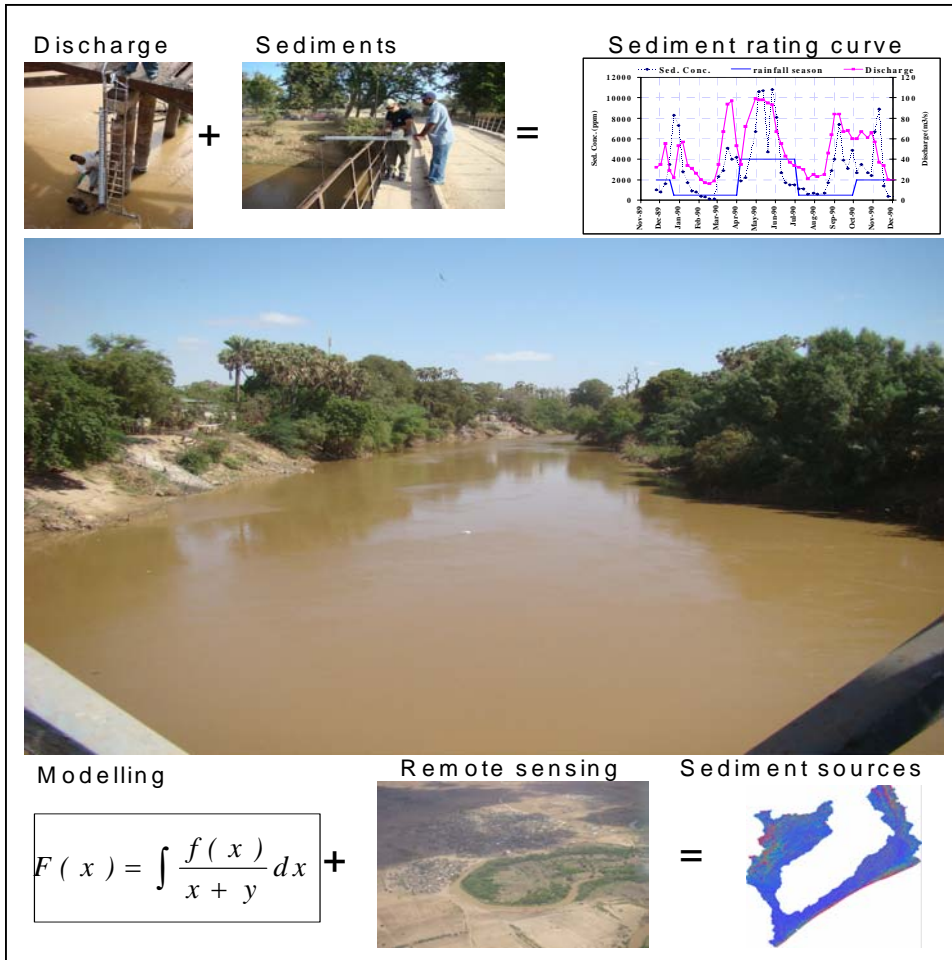 Discharge
Sediments
Sediment rating curve
Sed. Conc.
rainfall season
Discharge
12000
10000
8000
6000
4000
2000
0
Sed. Conc. (ppm)
120
100
80
60
40
20
0
Discharge(m3/s)
Nov-89
Dec-89
Jan-90
Feb-90
Mar-90
Apr-90
May-90
Jun-90
Jul-90
Aug-90
Sep-90
Oct-90
Nov-90
Dec-90
+
=
Modelling
Remote sensing
Sediment sources
F ( x ) = ∫ f ( x ) / x + y dx
+
=